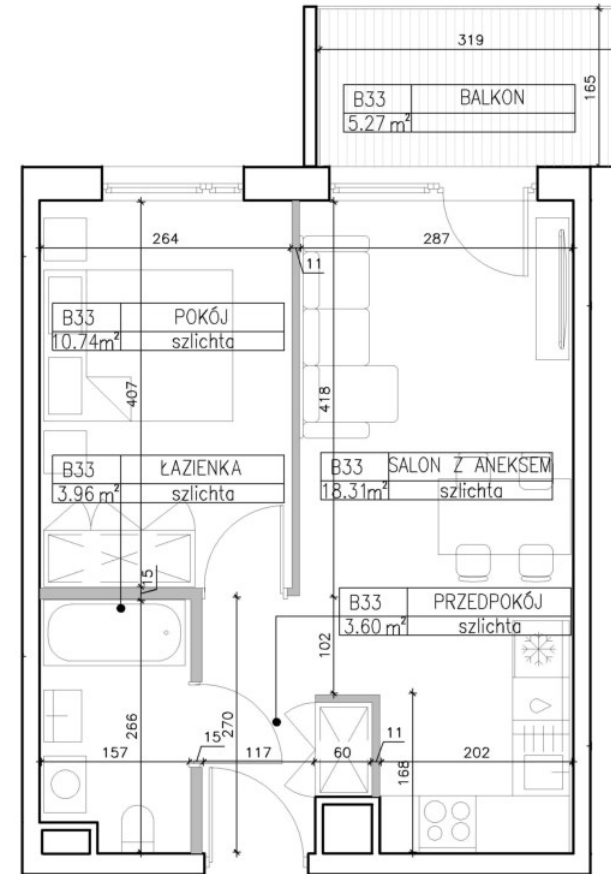 319
165
B33 BALKON
5.27 m²
264
11
287
B33 POKÓJ
10.74m² szlichta
407
418
B33 ŁAZIENKA
3.96 m² szlichta
B33 SALON Z ANEKSEM
18.31m² szlichta
15
B33 PRZEDPOKÓJ
3.60 m² szlichta
102
266
270
157
15
117
60
11
202
168